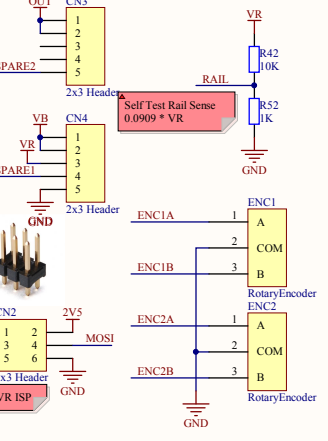 OUT
CN3
1
2
3
4
5
2x3 Header
SPARE2
VR
R42
10K
RAIL
Self Test Rail Sense
0.0909 * VR
R52
1K
GND
VB
CN4
VR
1
2
3
4
5
SPARE1
2x3 Header
GND
ENC1
ENC1A
1
A
2
COM
ENC1B
3
B
RotaryEncoder
ENC2
ENC2A
1
A
2
COM
ENC2B
3
B
RotaryEncoder
GND
CN2
2V5
1 2
3 4
5 6
MOSI
2x3 Header
GND
VR ISP